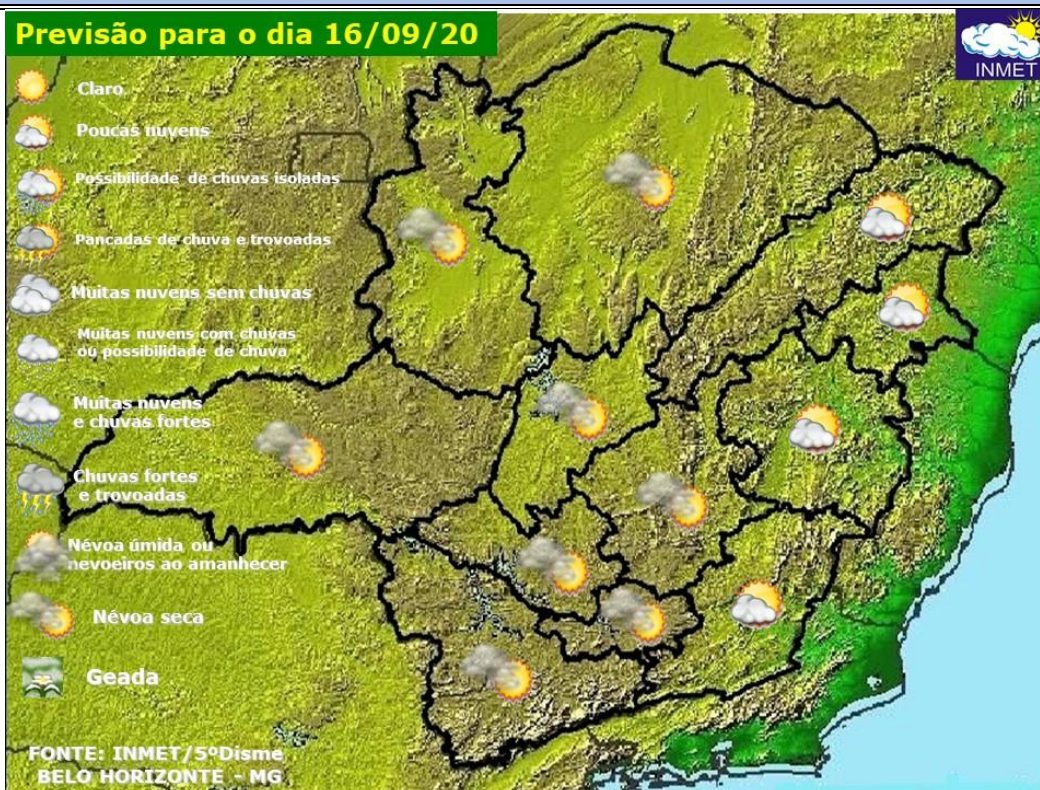 Previsão para o dia 16/09/20
INMET
Claro
Poucas nuvens
Possibilidade de chuvas isoladas
Pancadas de chuva e trovoadas
Muitas nuvens sem chuvas
Muitas nuvens com chuvas
ou possibilidade de chuva
Muitas nuvens
e chuvas fortes
Chuvas fortes
e trovoadas
Névoa úmida ou
nevoeiros ao amanhecer
Névoa seca
Geada
FONTE: INMET/5ºDisme
BELO HORIZONTE - MG